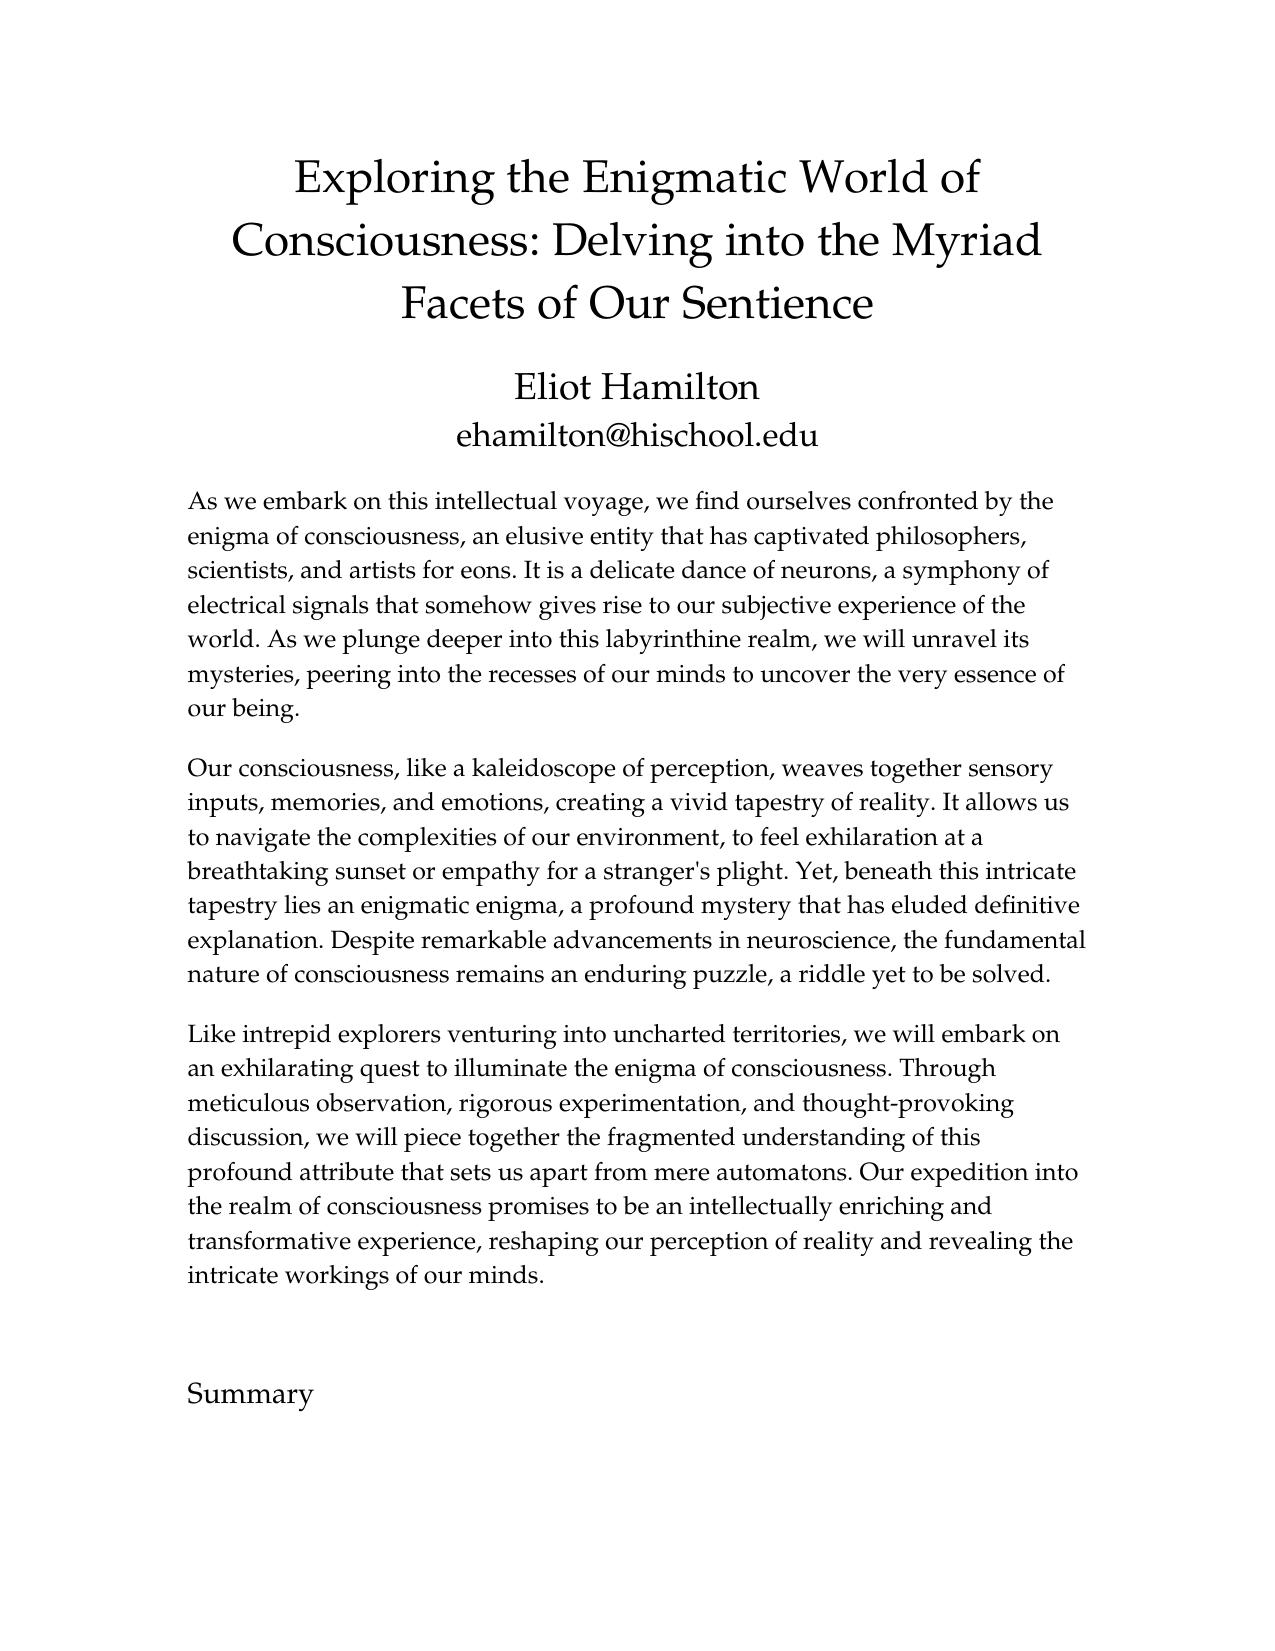 Exploring the Enigmatic World of
Consciousness: Delving into the Myriad
Facets of Our Sentience
Eliot Hamilton
ehamilton@hischool.edu
As we embark on this intellectual voyage, we find ourselves confronted by the
enigma of consciousness, an elusive entity that has captivated philosophers,
scientists, and artists for eons. It is a delicate dance of neurons, a symphony of
electrical signals that somehow gives rise to our subjective experience of the
world. As we plunge deeper into this labyrinthine realm, we will unravel its
mysteries, peering into the recesses of our minds to uncover the very essence of
our being.
Our consciousness, like a kaleidoscope of perception, weaves together sensory
inputs, memories, and emotions, creating a vivid tapestry of reality. It allows us
to navigate the complexities of our environment, to feel exhilaration at a
breathtaking sunset or empathy for a stranger's plight. Yet, beneath this intricate
tapestry lies an enigmatic enigma, a profound mystery that has eluded definitive
explanation. Despite remarkable advancements in neuroscience, the fundamental
nature of consciousness remains an enduring puzzle, a riddle yet to be solved.
Like intrepid explorers venturing into uncharted territories, we will embark on
an exhilarating quest to illuminate the enigma of consciousness. Through
meticulous observation, rigorous experimentation, and thought-provoking
discussion, we will piece together the fragmented understanding of this
profound attribute that sets us apart from mere automatons. Our expedition into
the realm of consciousness promises to be an intellectually enriching and
transformative experience, reshaping our perception of reality and revealing the
intricate workings of our minds.
Summary